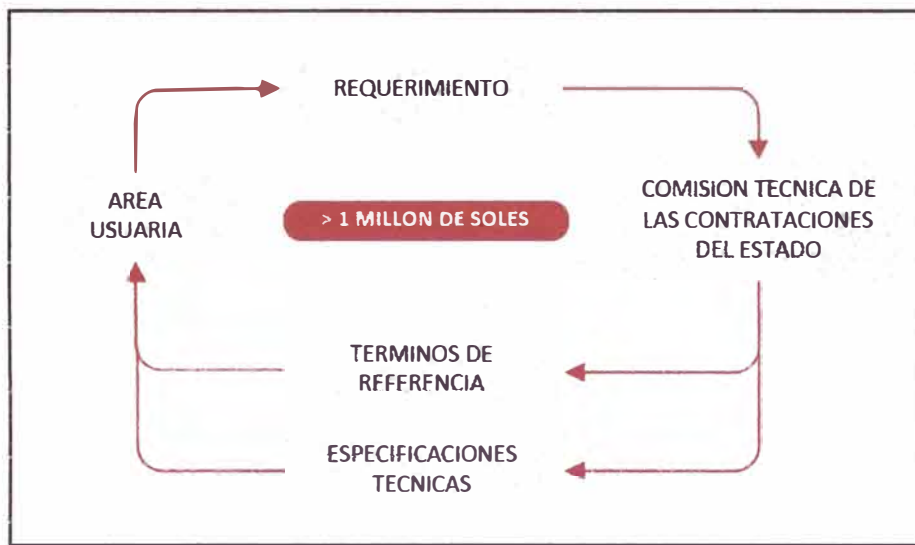 REQUERIMIENTO
AREA
USUARIA
> 1 MILLON DE SOLES
COMISION TECNICA DE
LAS CONTRATACIONES
DEL ESTADO
TERMINOS DE
REFERENCIA
ESPECIFICACIONES
TECNICAS